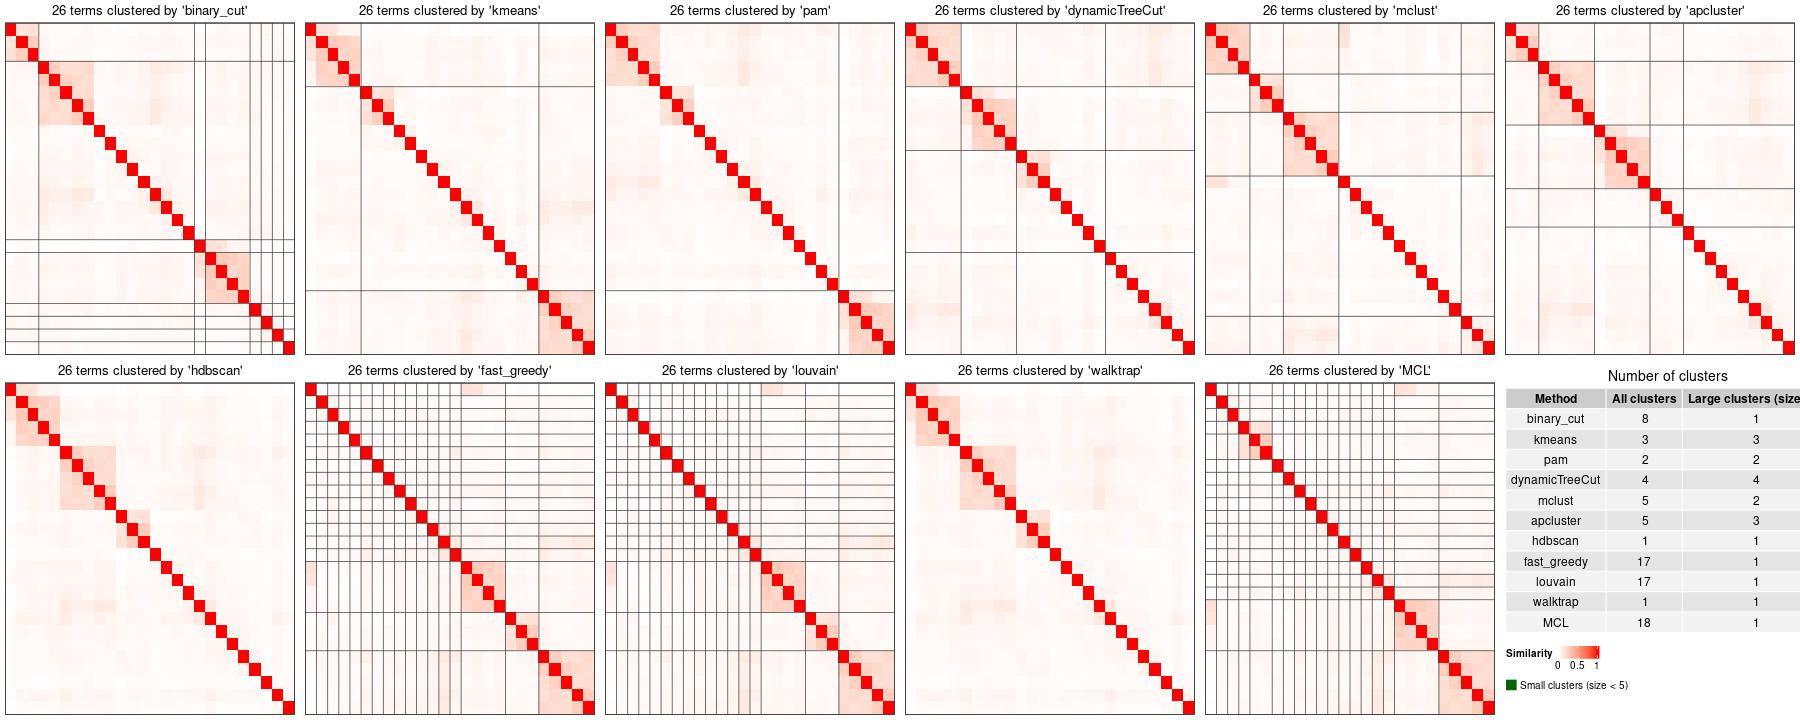 26 terms clustered by 'binary_cut'
26 terms clustered by 'kmeans'
26 terms clustered by 'pam'
26 terms clustered by 'dynamicTreeCut'
26 terms clustered by 'mclust'
26 terms clustered by 'apcluster'
26 terms clustered by 'hdbscan'
26 terms clustered by 'fast_greedy'
26 terms clustered by 'louvain'
26 terms clustered by 'walktrap'
26 terms clustered by 'MCL'
Number of clusters
Method All clusters Large clusters (size
binary_cut 8 1
kmeans 3 3
pam 2 2
dynamicTreeCut 4 4
mclust 5 2
apcluster 5 3
hdbscan 1 1
fast_greedy 17 1
louvain 17 1
walktrap 1 1
MCL 18 1
Similarity
0 0.5 1
Small clusters (size < 5)